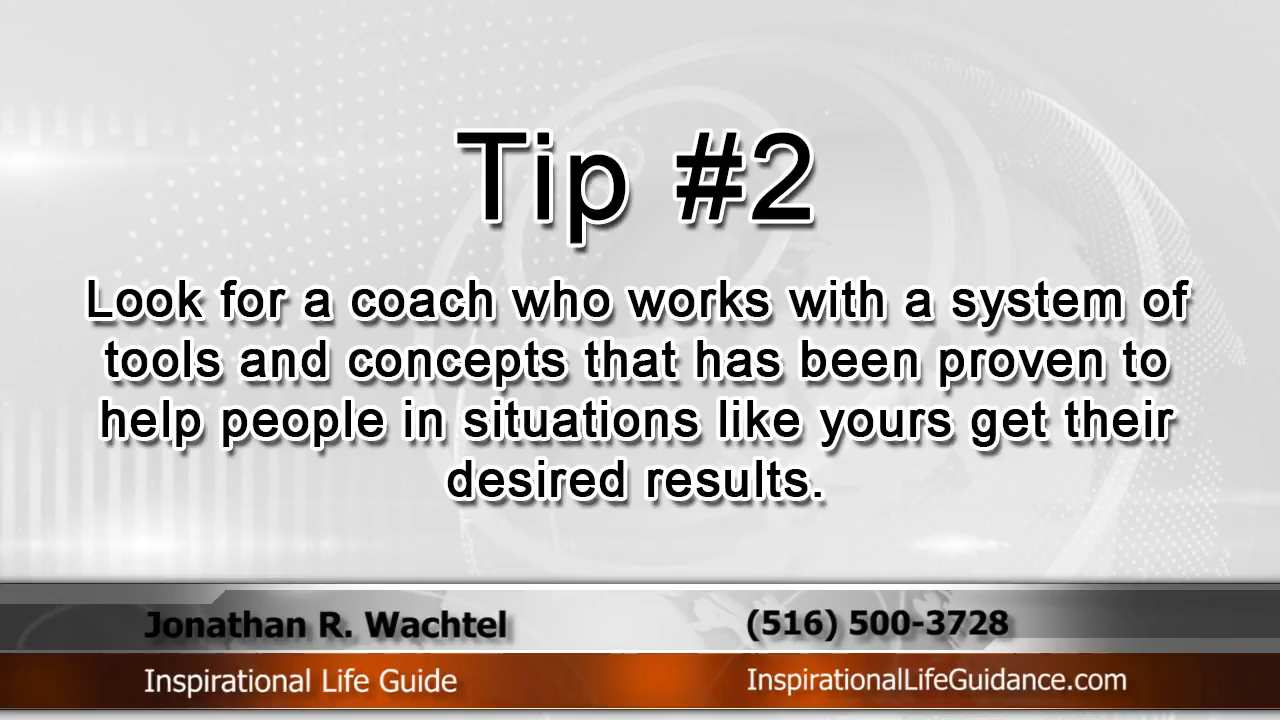 Tip #2
Look for a coach who works with a system of
tools and concepts that has been proven to
help people in situations like yours get their
desired results.
Jonathan R. Wachtel
(516) 500-3728
Inspirational Life Guide
InspirationalLifeGuidance.com